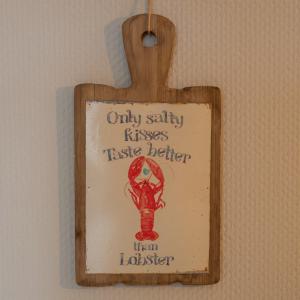 Only salty
kisses
Taste better
than
Lobster